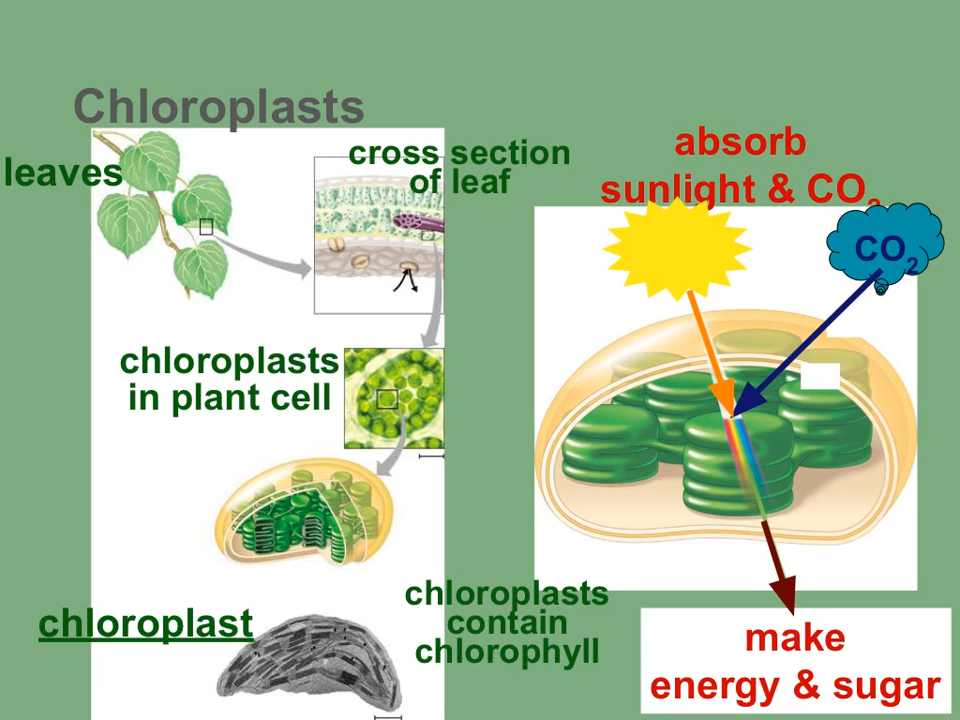 Chloroplasts
leaves
cross section
of leaf
absorb
sunlight & CO₂
CO₂
chloroplasts
in plant cell
chloroplast
chloroplasts
contain
chlorophyll
make
energy & sugar